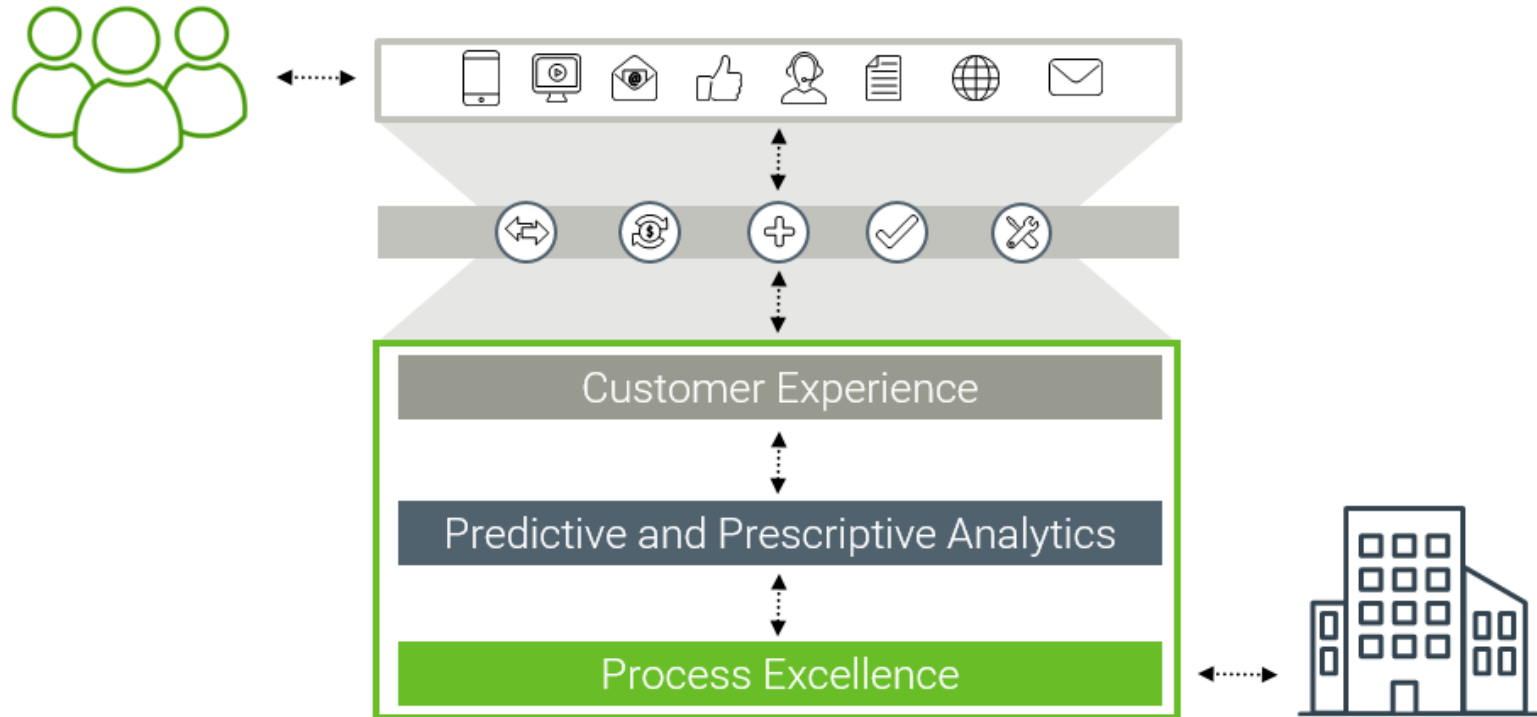 @
$
Customer Experience
Predictive and Prescriptive Analytics
Process Excellence